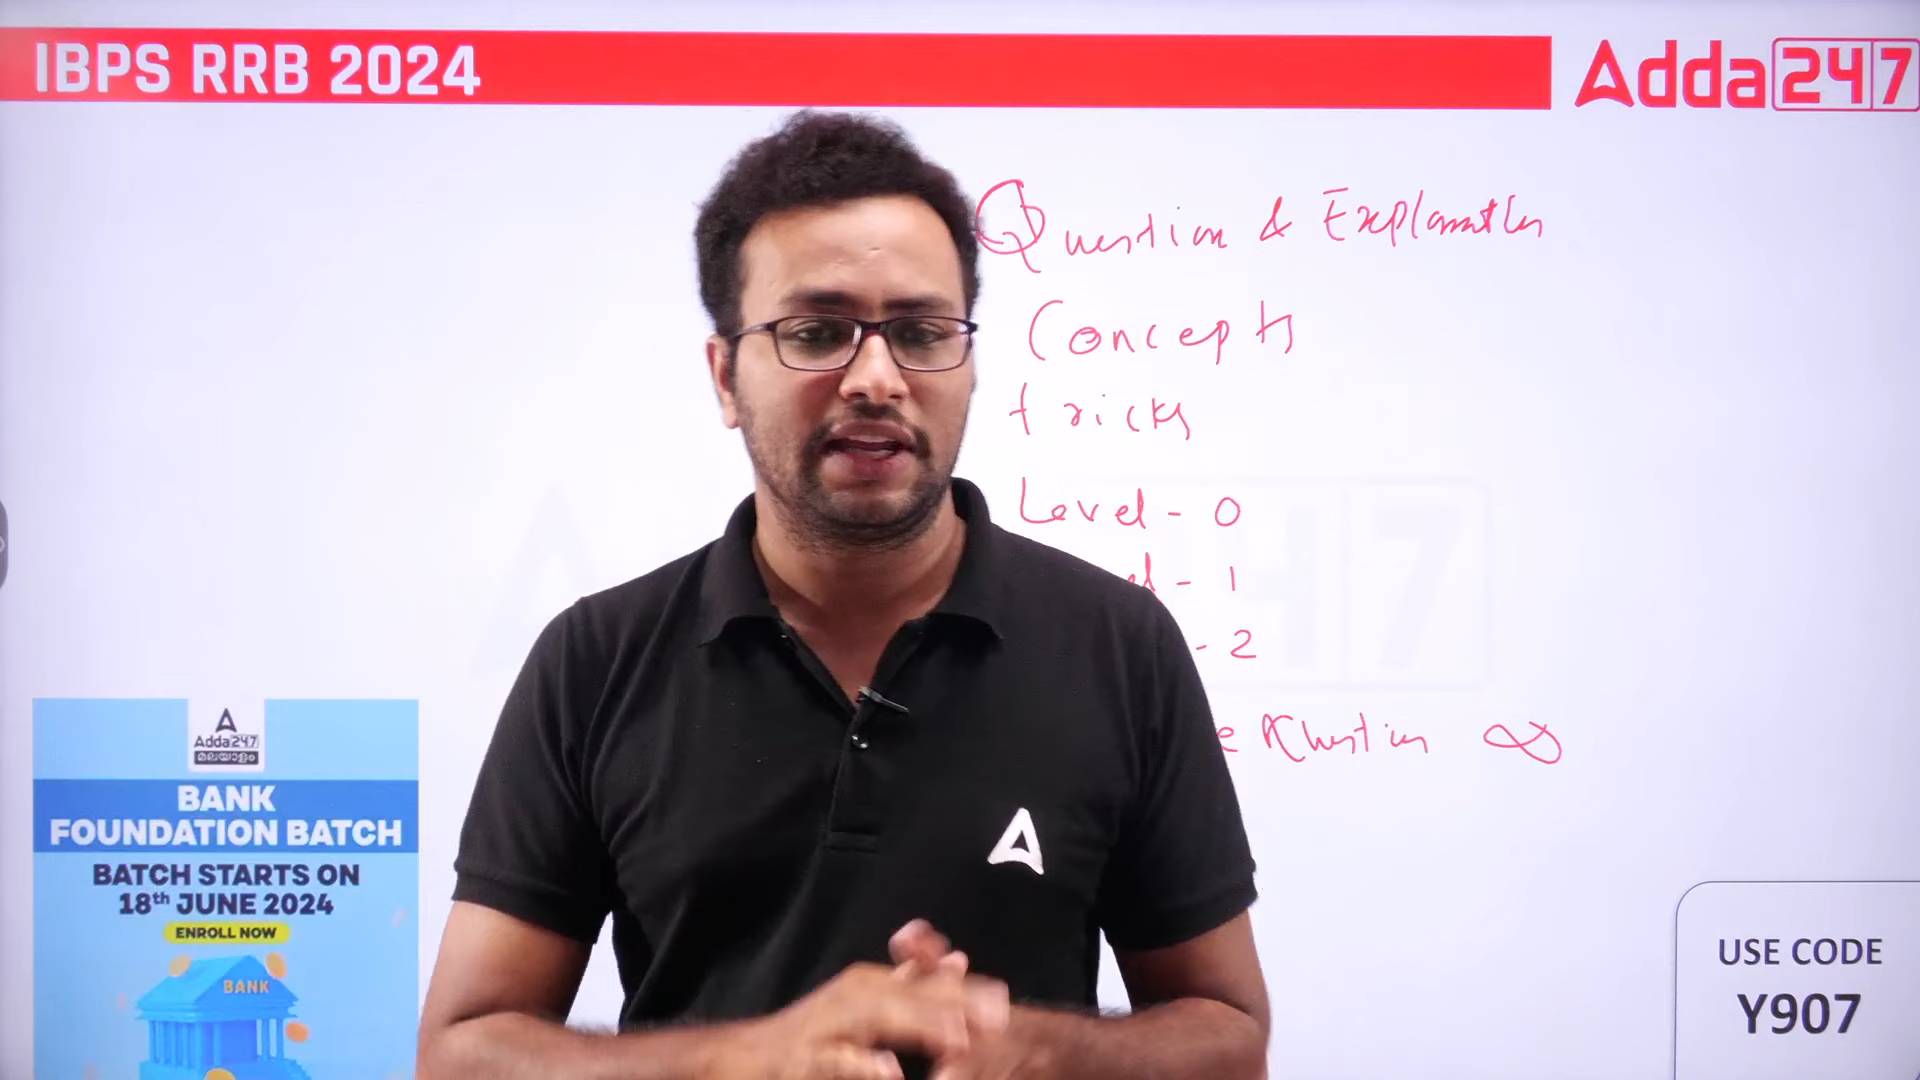 IBPS RRB 2024
Adda247
Question & Explanation
Concepts
tricks
Level - 0
- 1
- 2
Adda247
മലയാളം
BANK
FOUNDATION BATCH
BATCH STARTS ON
18th JUNE 2024
ENROLL NOW
BANK
USE CODE
Y907